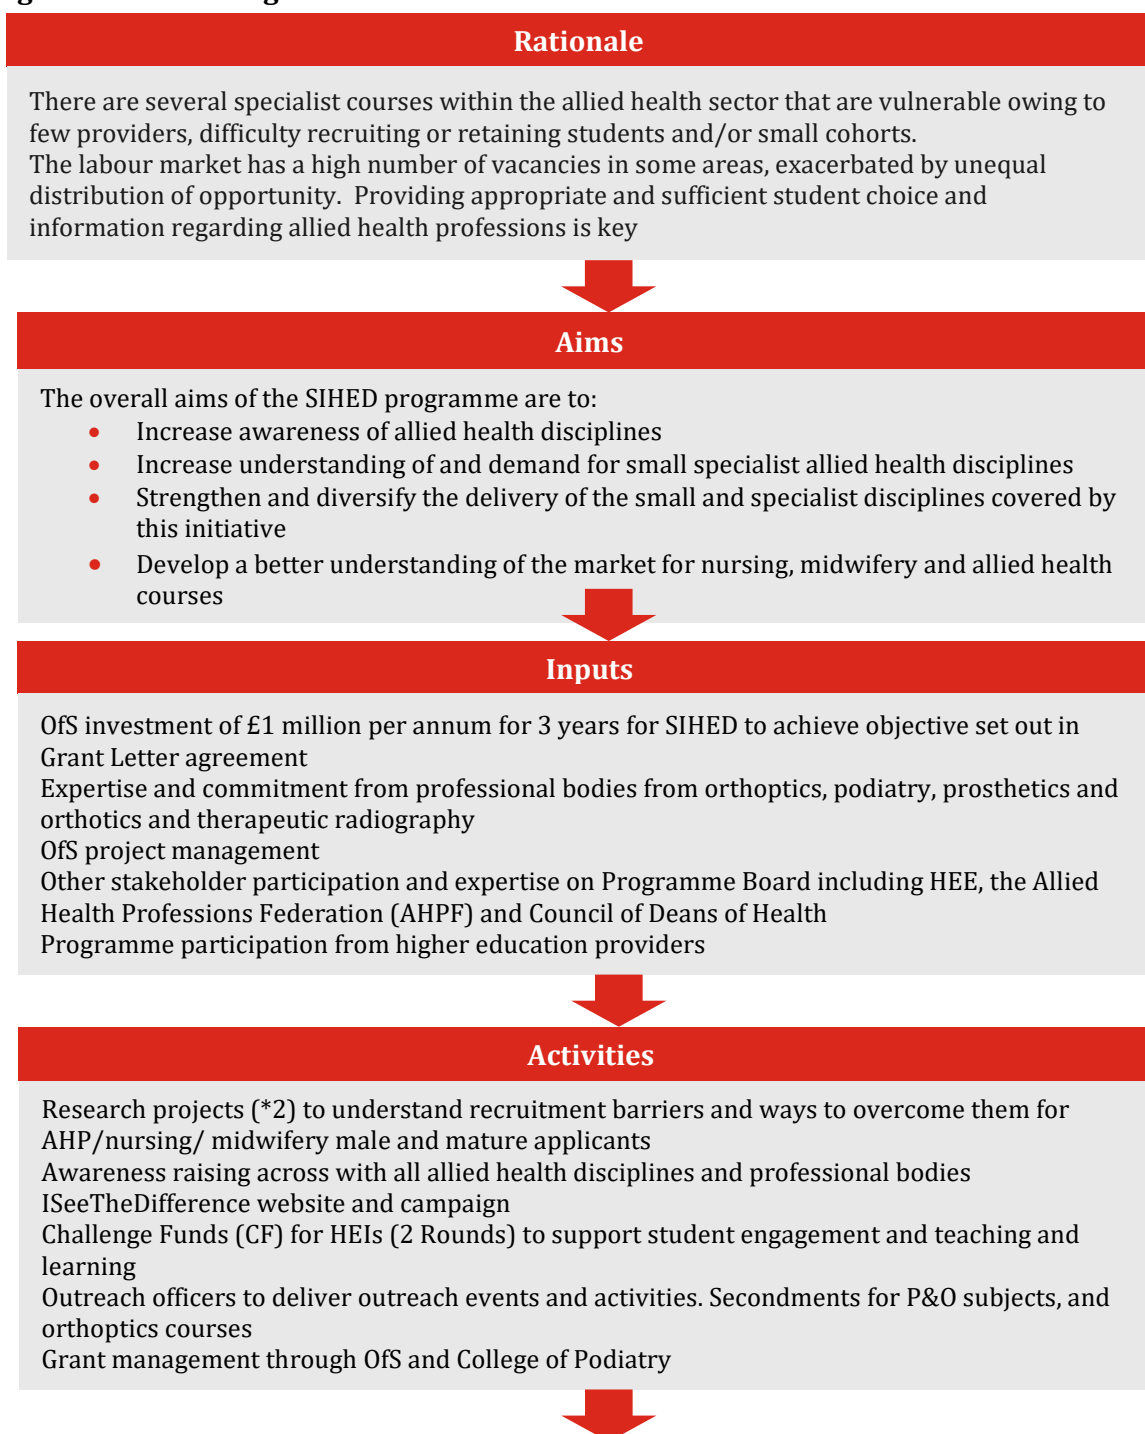 Rationale
There are several specialist courses within the allied health sector that are vulnerable owing to
few providers, difficulty recruiting or retaining students and/or small cohorts.
The labour market has a high number of vacancies in some areas, exacerbated by unequal
distribution of opportunity.  Providing appropriate and sufficient student choice and
information regarding allied health professions is key
Aims
The overall aims of the SIHED programme are to:
• Increase awareness of allied health disciplines
• Increase understanding of and demand for small specialist allied health disciplines
• Strengthen and diversify the delivery of the small and specialist disciplines covered by
this initiative
• Develop a better understanding of the market for nursing, midwifery and allied health
courses
Inputs
OfS investment of £1 million per annum for 3 years for SIHED to achieve objective set out in
Grant Letter agreement
Expertise and commitment from professional bodies from orthoptics, podiatry, prosthetics and
orthotics and therapeutic radiography
OfS project management
Other stakeholder participation and expertise on Programme Board including HEE, the Allied
Health Professions Federation (AHPF) and Council of Deans of Health
Programme participation from higher education providers
Activities
Research projects (*2) to understand recruitment barriers and ways to overcome them for
AHP/nursing/ midwifery male and mature applicants
Awareness raising across with all allied health disciplines and professional bodies
ISeeTheDifference website and campaign
Challenge Funds (CF) for HEIs (2 Rounds) to support student engagement and teaching and
learning
Outreach officers to deliver outreach events and activities. Secondments for P&O subjects, and
orthoptics courses
Grant management through OfS and College of Podiatry